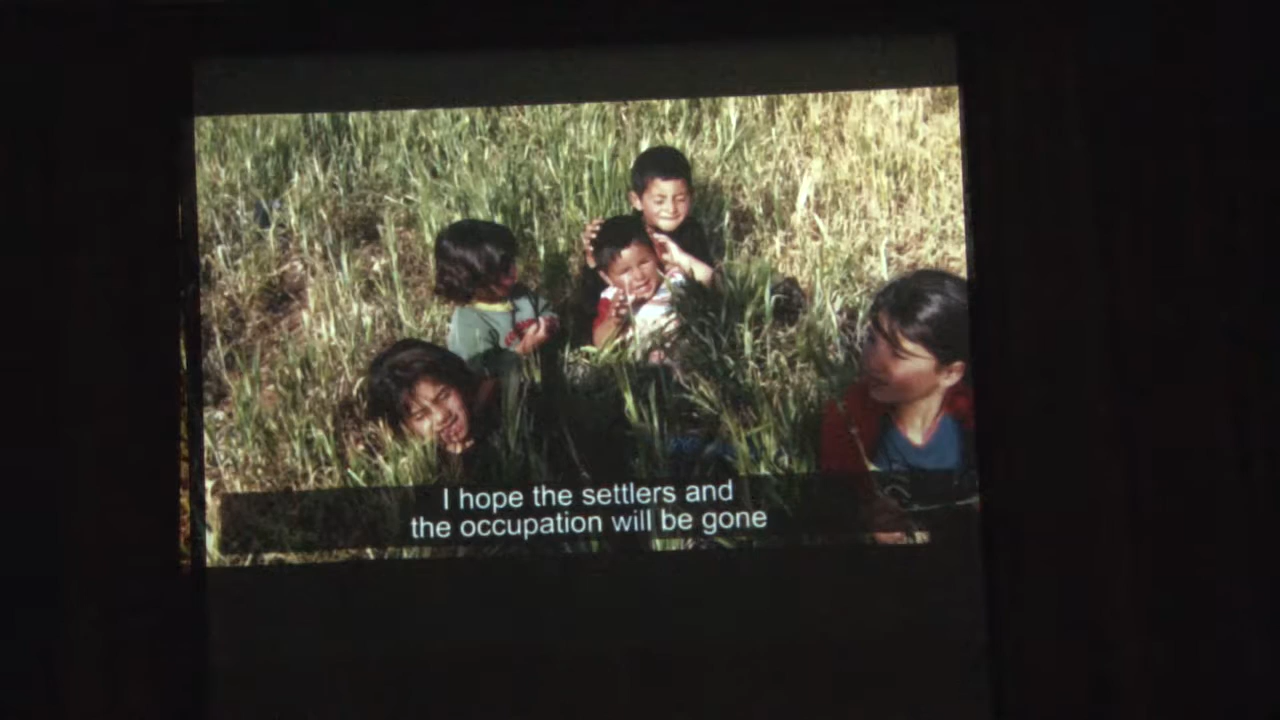 I hope the settlers and
the occupation will be gone